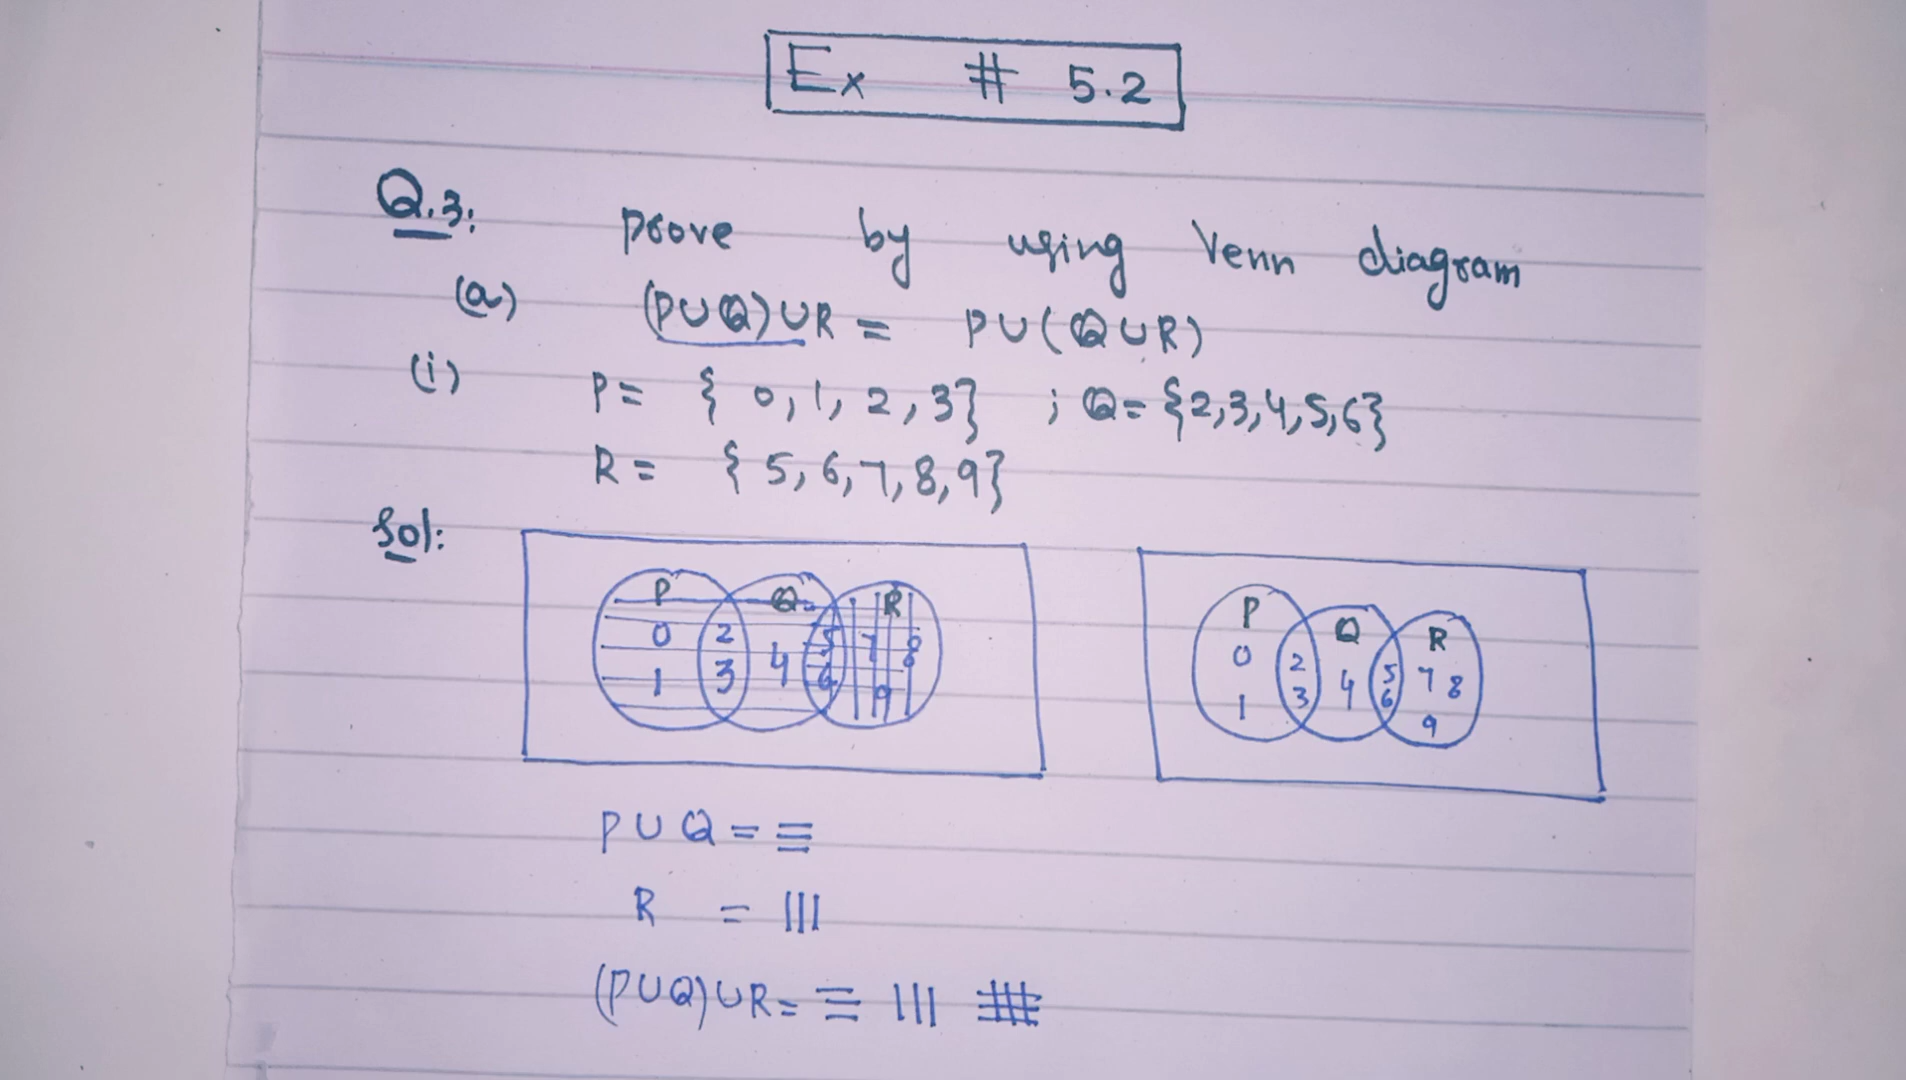 Ex # 5.2
Q.3: prove by using Venn diagram
(a) (P∪Q)∪R = P∪(Q∪R)
(i) P = { 0, 1, 2, 3} ; Q = {2,3,4,5,6}
R = { 5, 6, 7, 8, 9}
Sol:
P Q R
0 2 4 5 7 8
1 3 6 9
P Q R
0 2 4 5 7 8
1 3 6 9
P ∪ Q = ≡
R = |||
(P∪Q)∪R = ≡ ||| 卌